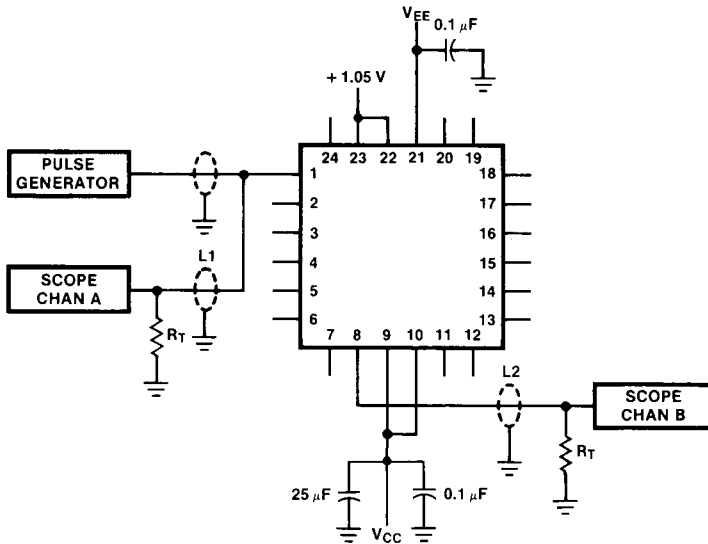 VEE
0.1 μF
+ 1.05 V
24 23 22 21 20 19
PULSE
GENERATOR
1
18
2
17
3
16
L1
4
15
SCOPE
CHAN A
5
14
6
13
RT
7 8 9 10 11 12
L2
SCOPE
CHAN B
RT
25 μF
0.1 μF
VCC